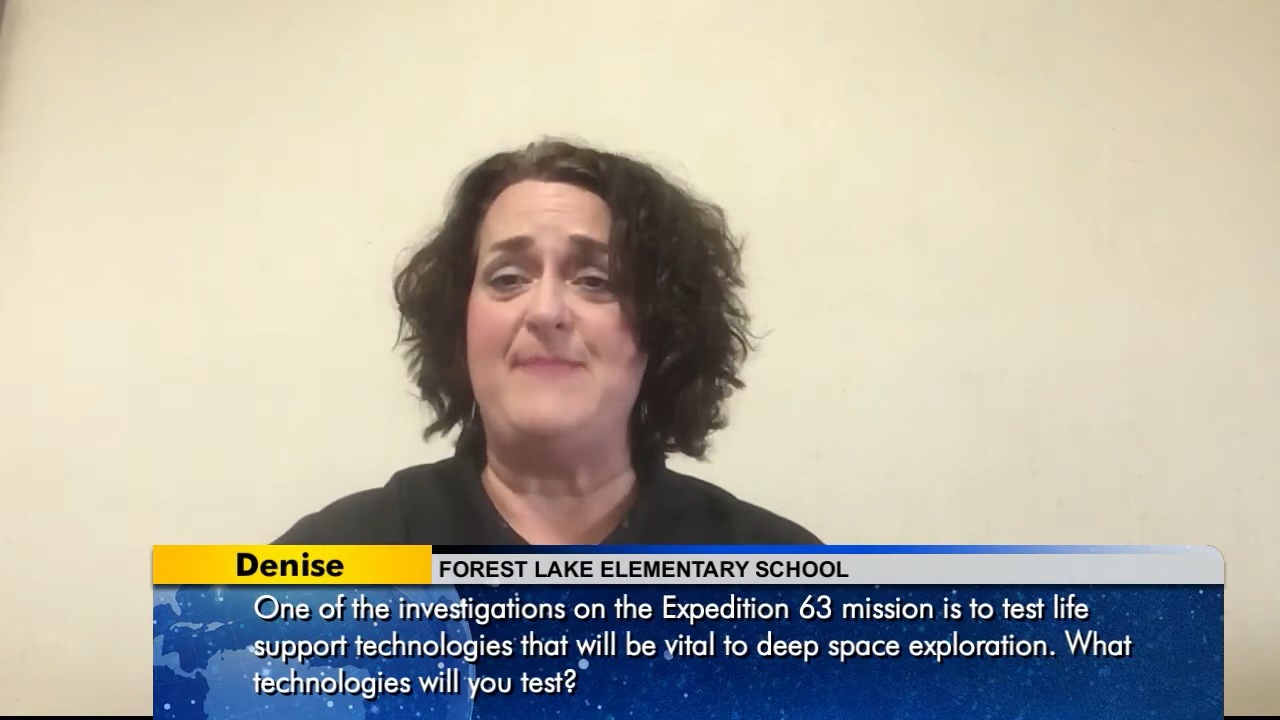 Denise
FOREST LAKE ELEMENTARY SCHOOL
One of the investigations on the Expedition 63 mission is to test life
support technologies that will be vital to deep space exploration. What
technologies will you test?